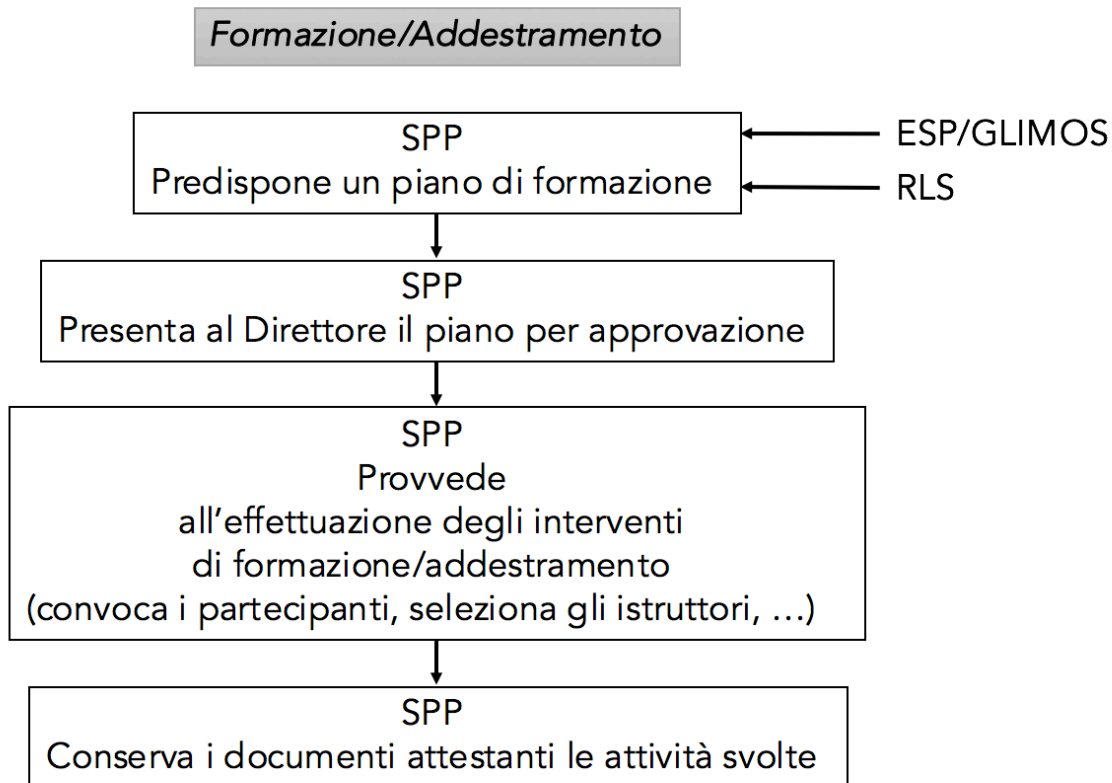 Formazione/Addestramento
SPP
Predispone un piano di formazione
ESP/GLIMOS
RLS
SPP
Presenta al Direttore il piano per approvazione
SPP
Provvede
all’effettuazione degli interventi
di formazione/addestramento
(convoca i partecipanti, seleziona gli istruttori, …)
SPP
Conserva i documenti attestanti le attività svolte